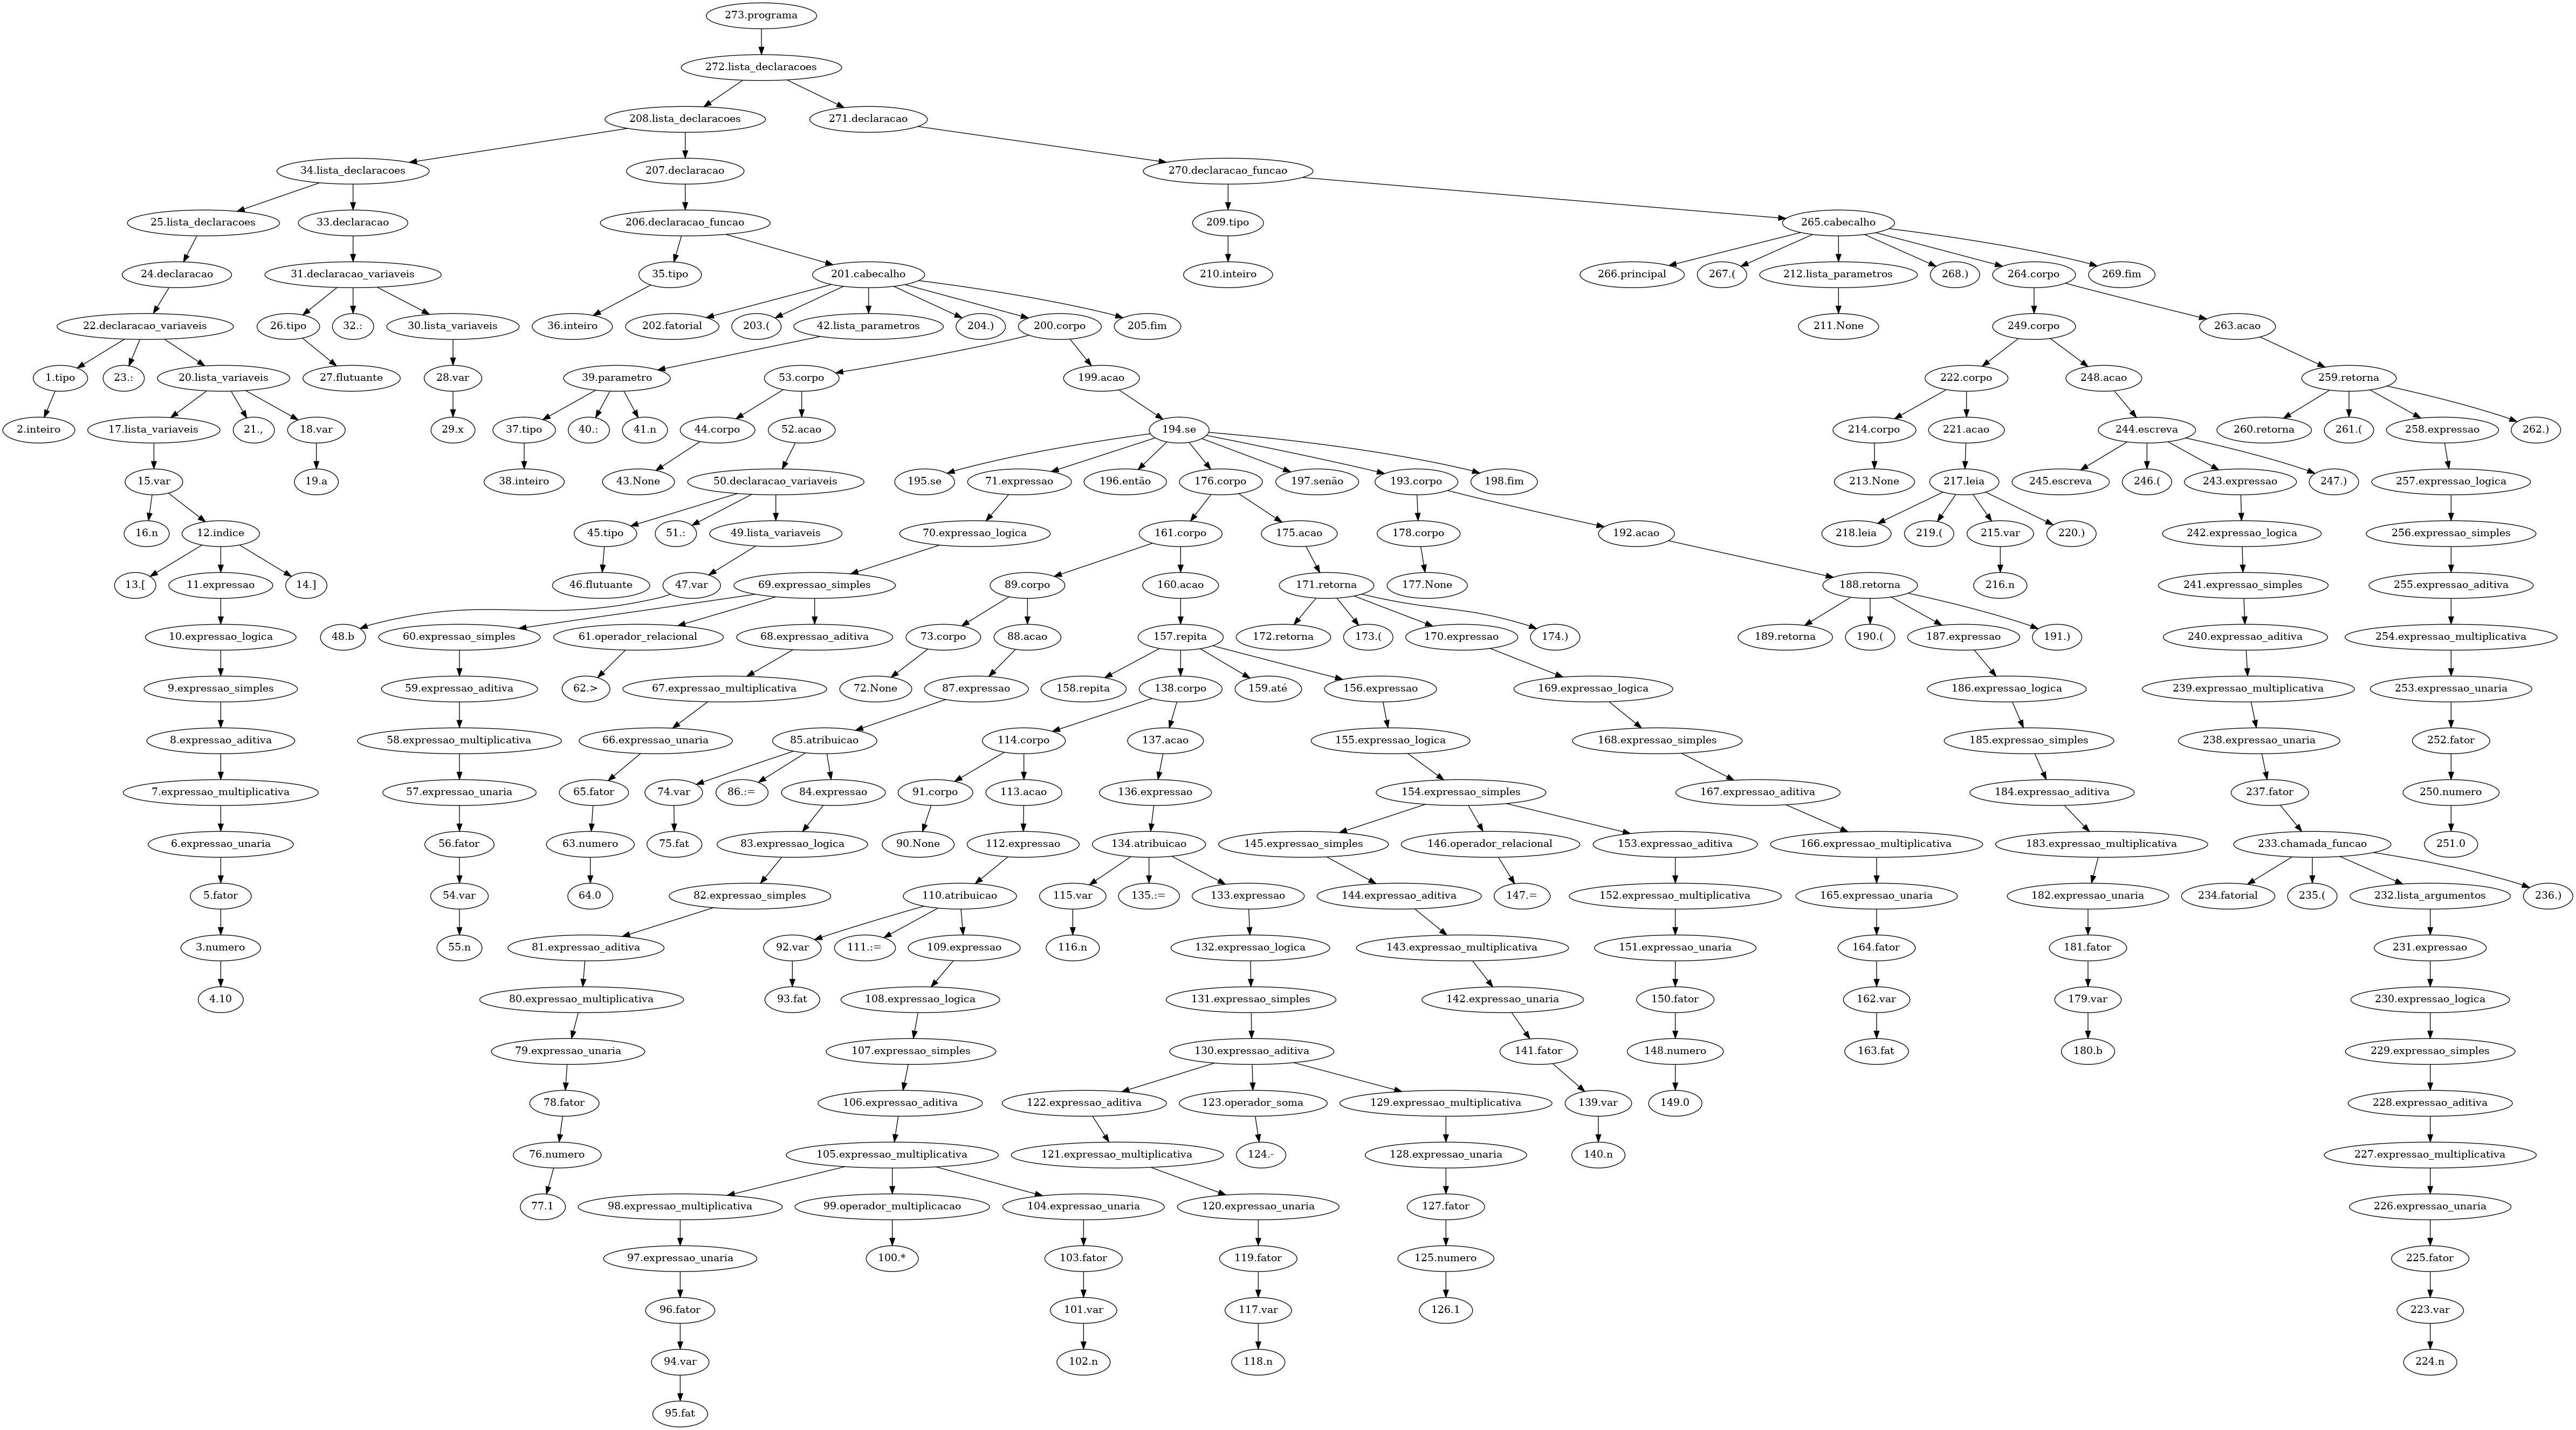 273.programa
272.lista_declaracoes
208.lista_declaracoes
271.declaracao
34.lista_declaracoes
207.declaracao
270.declaracao_funcao
25.lista_declaracoes
33.declaracao
206.declaracao_funcao
209.tipo
265.cabecalho
24.declaracao
31.declaracao_variaveis
35.tipo
201.cabecalho
210.inteiro
266.principal
267.(
212.lista_parametros
268.)
264.corpo
269.fim
22.declaracao_variaveis
26.tipo
32.:
30.lista_variaveis
36.inteiro
202.fatorial
203.(
42.lista_parametros
204.)
200.corpo
205.fim
211.None
249.corpo
263.acao
1.tipo
23.:
20.lista_variaveis
27.flutuante
28.var
39.parametro
53.corpo
199.acao
222.corpo
248.acao
259.retorna
2.inteiro
17.lista_variaveis
21.,
18.var
29.x
37.tipo
40.:
41.n
44.corpo
52.acao
194.se
214.corpo
221.acao
244.escreva
260.retorna
261.(
258.expressao
262.)
15.var
19.a
38.inteiro
43.None
50.declaracao_variaveis
195.se
71.expressao
196.então
176.corpo
197.senão
193.corpo
198.fim
213.None
217.leia
245.escreva
246.(
243.expressao
247.)
257.expressao_logica
16.n
12.indice
45.tipo
51.:
49.lista_variaveis
70.expressao_logica
161.corpo
175.acao
178.corpo
192.acao
218.leia
219.(
215.var
220.)
242.expressao_logica
256.expressao_simples
13.[
11.expressao
14.]
46.flutuante
47.var
69.expressao_simples
89.corpo
160.acao
171.retorna
177.None
188.retorna
216.n
241.expressao_simples
255.expressao_aditiva
10.expressao_logica
48.b
60.expressao_simples
61.operador_relacional
68.expressao_aditiva
73.corpo
88.acao
157.repita
172.retorna
173.(
170.expressao
174.)
189.retorna
190.(
187.expressao
191.)
240.expressao_aditiva
254.expressao_multiplicativa
9.expressao_simples
59.expressao_aditiva
62.>
67.expressao_multiplicativa
72.None
87.expressao
158.repita
138.corpo
159.até
156.expressao
169.expressao_logica
186.expressao_logica
239.expressao_multiplicativa
253.expressao_unaria
8.expressao_aditiva
58.expressao_multiplicativa
66.expressao_unaria
85.atribuicao
114.corpo
137.acao
155.expressao_logica
168.expressao_simples
185.expressao_simples
238.expressao_unaria
252.fator
7.expressao_multiplicativa
57.expressao_unaria
65.fator
74.var
86.:=
84.expressao
91.corpo
113.acao
136.expressao
154.expressao_simples
167.expressao_aditiva
184.expressao_aditiva
237.fator
250.numero
6.expressao_unaria
56.fator
63.numero
75.fat
83.expressao_logica
90.None
112.expressao
134.atribuicao
145.expressao_simples
146.operador_relacional
153.expressao_aditiva
166.expressao_multiplicativa
183.expressao_multiplicativa
233.chamada_funcao
251.0
5.fator
54.var
64.0
82.expressao_simples
110.atribuicao
115.var
135.:=
133.expressao
144.expressao_aditiva
147.=
152.expressao_multiplicativa
165.expressao_unaria
182.expressao_unaria
234.fatorial
235.(
232.lista_argumentos
236.)
3.numero
55.n
81.expressao_aditiva
92.var
111.:=
109.expressao
116.n
132.expressao_logica
143.expressao_multiplicativa
151.expressao_unaria
164.fator
181.fator
231.expressao
4.10
80.expressao_multiplicativa
93.fat
108.expressao_logica
131.expressao_simples
142.expressao_unaria
150.fator
162.var
179.var
230.expressao_logica
79.expressao_unaria
107.expressao_simples
130.expressao_aditiva
141.fator
148.numero
163.fat
180.b
229.expressao_simples
78.fator
106.expressao_aditiva
122.expressao_aditiva
123.operador_soma
129.expressao_multiplicativa
139.var
149.0
228.expressao_aditiva
76.numero
105.expressao_multiplicativa
121.expressao_multiplicativa
124.-
128.expressao_unaria
140.n
227.expressao_multiplicativa
77.1
98.expressao_multiplicativa
99.operador_multiplicacao
104.expressao_unaria
120.expressao_unaria
127.fator
226.expressao_unaria
97.expressao_unaria
100.*
103.fator
119.fator
125.numero
225.fator
96.fator
101.var
117.var
126.1
223.var
94.var
102.n
118.n
224.n
95.fat